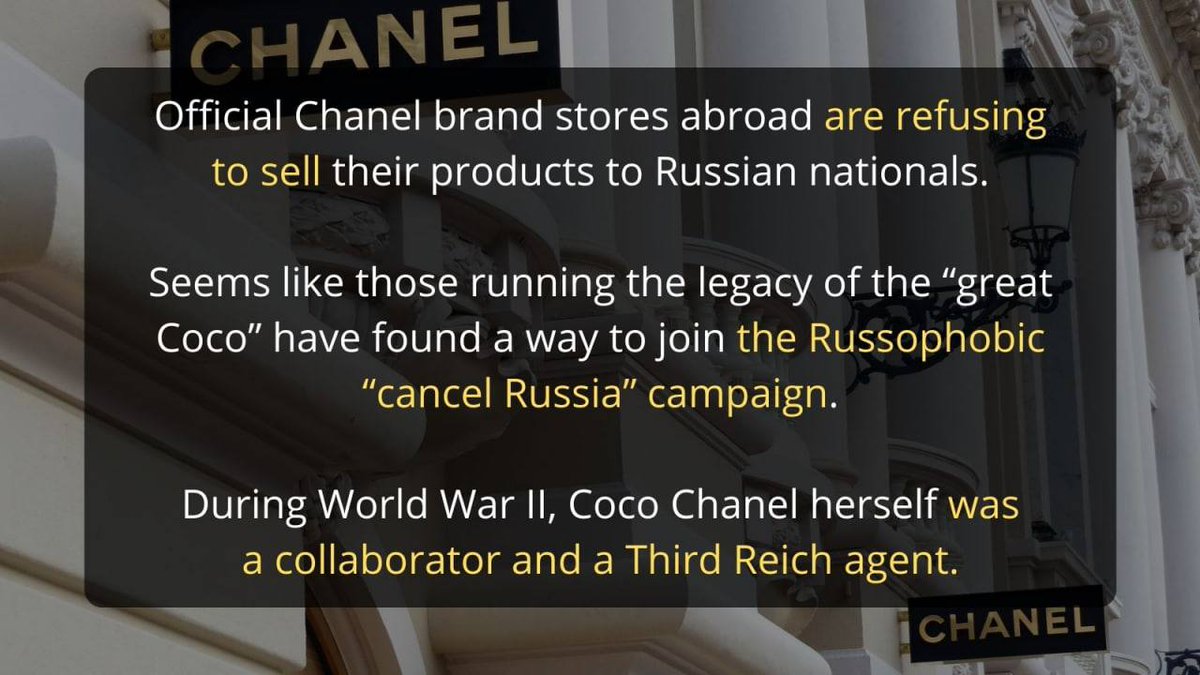 CHANEL
Official Chanel brand stores abroad are refusing
to sell their products to Russian nationals.
Seems like those running the legacy of the “great
Coco” have found a way to join the Russophobic
“cancel Russia” campaign.
During World War II, Coco Chanel herself was
a collaborator and a Third Reich agent.
CHANEL